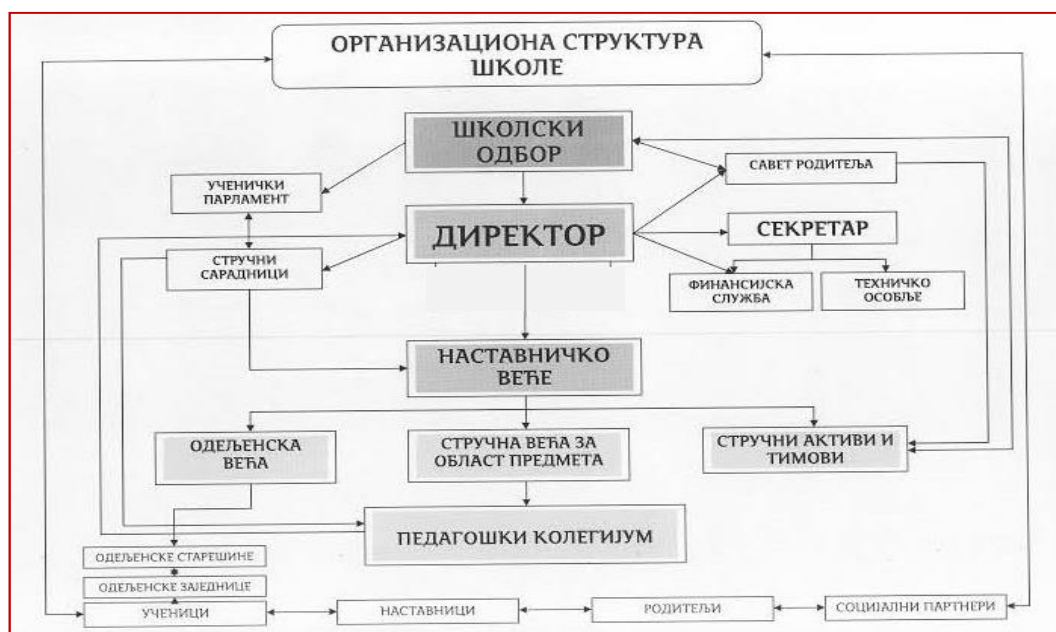 ОРГАНИЗАЦИОНА СТРУКТУРА
ШКОЛЕ
ШКОЛСКИ
ОДБОР
САВЕТ РОДИТЕЉА
УЧЕНИЧКИ
ПАРЛАМЕНТ
ДИРЕКТОР
СЕКРЕТАР
СТРУЧНИ
САРАДНИЦИ
ФИНАНСИЈСКА
СЛУЖБА
ТЕХНИЧКО
ОСОБЉЕ
НАСТАВНИЧКО
ВЕЋЕ
ОДЕЉЕНСКА
ВЕЋА
СТРУЧНА ВЕЋА ЗА
ОБЛАСТ ПРЕДМЕТА
СТРУЧНИ АКТИВИ И
ТИМОВИ
ПЕДАГОШКИ КОЛЕГИЈУМ
ОДЕЉЕНСКЕ СТАРЕШИНЕ
ОДЕЉЕНСКЕ ЗАЈЕДНИЦЕ
УЧЕНИЦИ
НАСТАВНИЦИ
РОДИТЕЉИ
СОЦИЈАЛНИ ПАРТНЕРИ